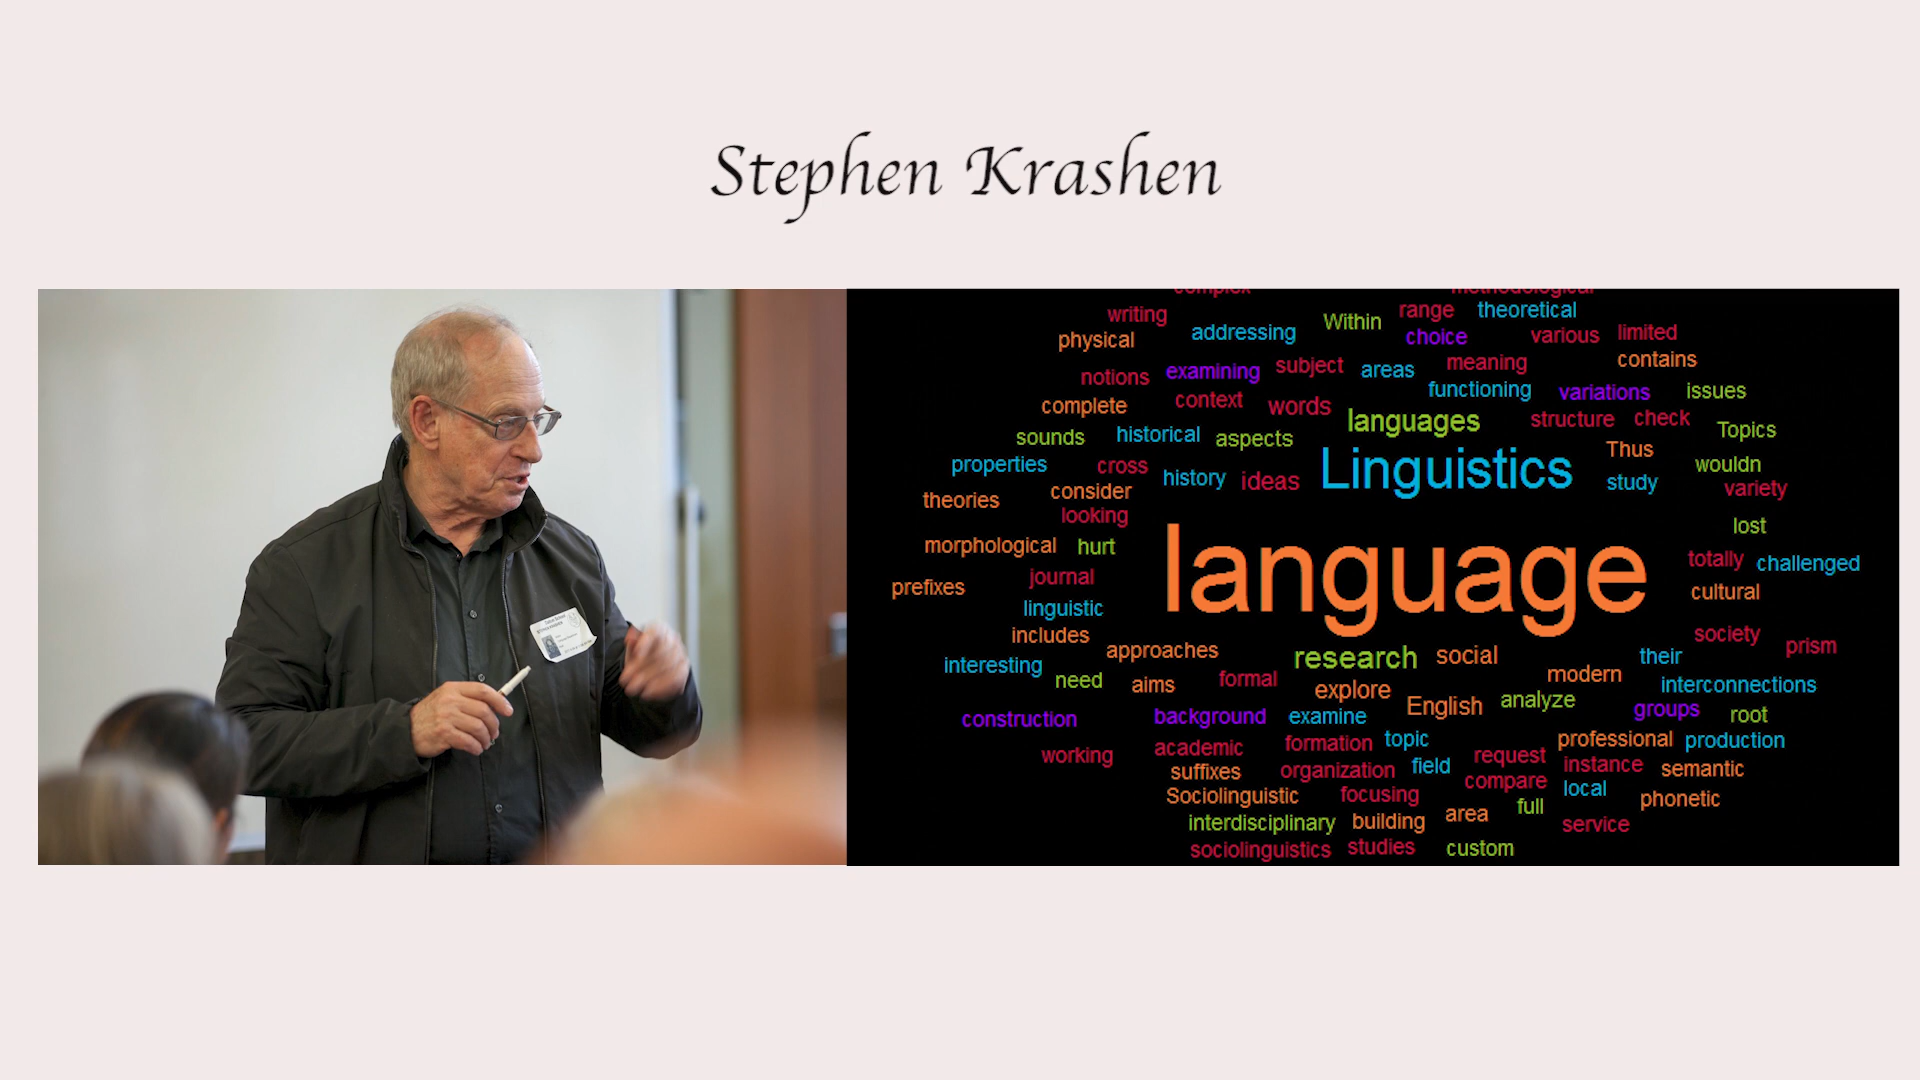 Stephen Krashen
complex methodological
writing addressing Within range theoretical
physical choice various limited
notions examining subject areas meaning contains
complete context words functioning variations issues
sounds historical aspects languages structure check Topics
properties cross history ideas Linguistics Thus wouldn
theories consider study variety
looking lost
morphological hurt language totally challenged
prefixes journal cultural
linguistic
includes approaches research social society prism
interesting need aims formal explore modern their interconnections
construction background examine English analyze groups root
working academic formation topic request professional production
suffixes organization field compare instance semantic
Sociolinguistic focusing area full local phonetic
interdisciplinary building service
sociolinguistics studies custom